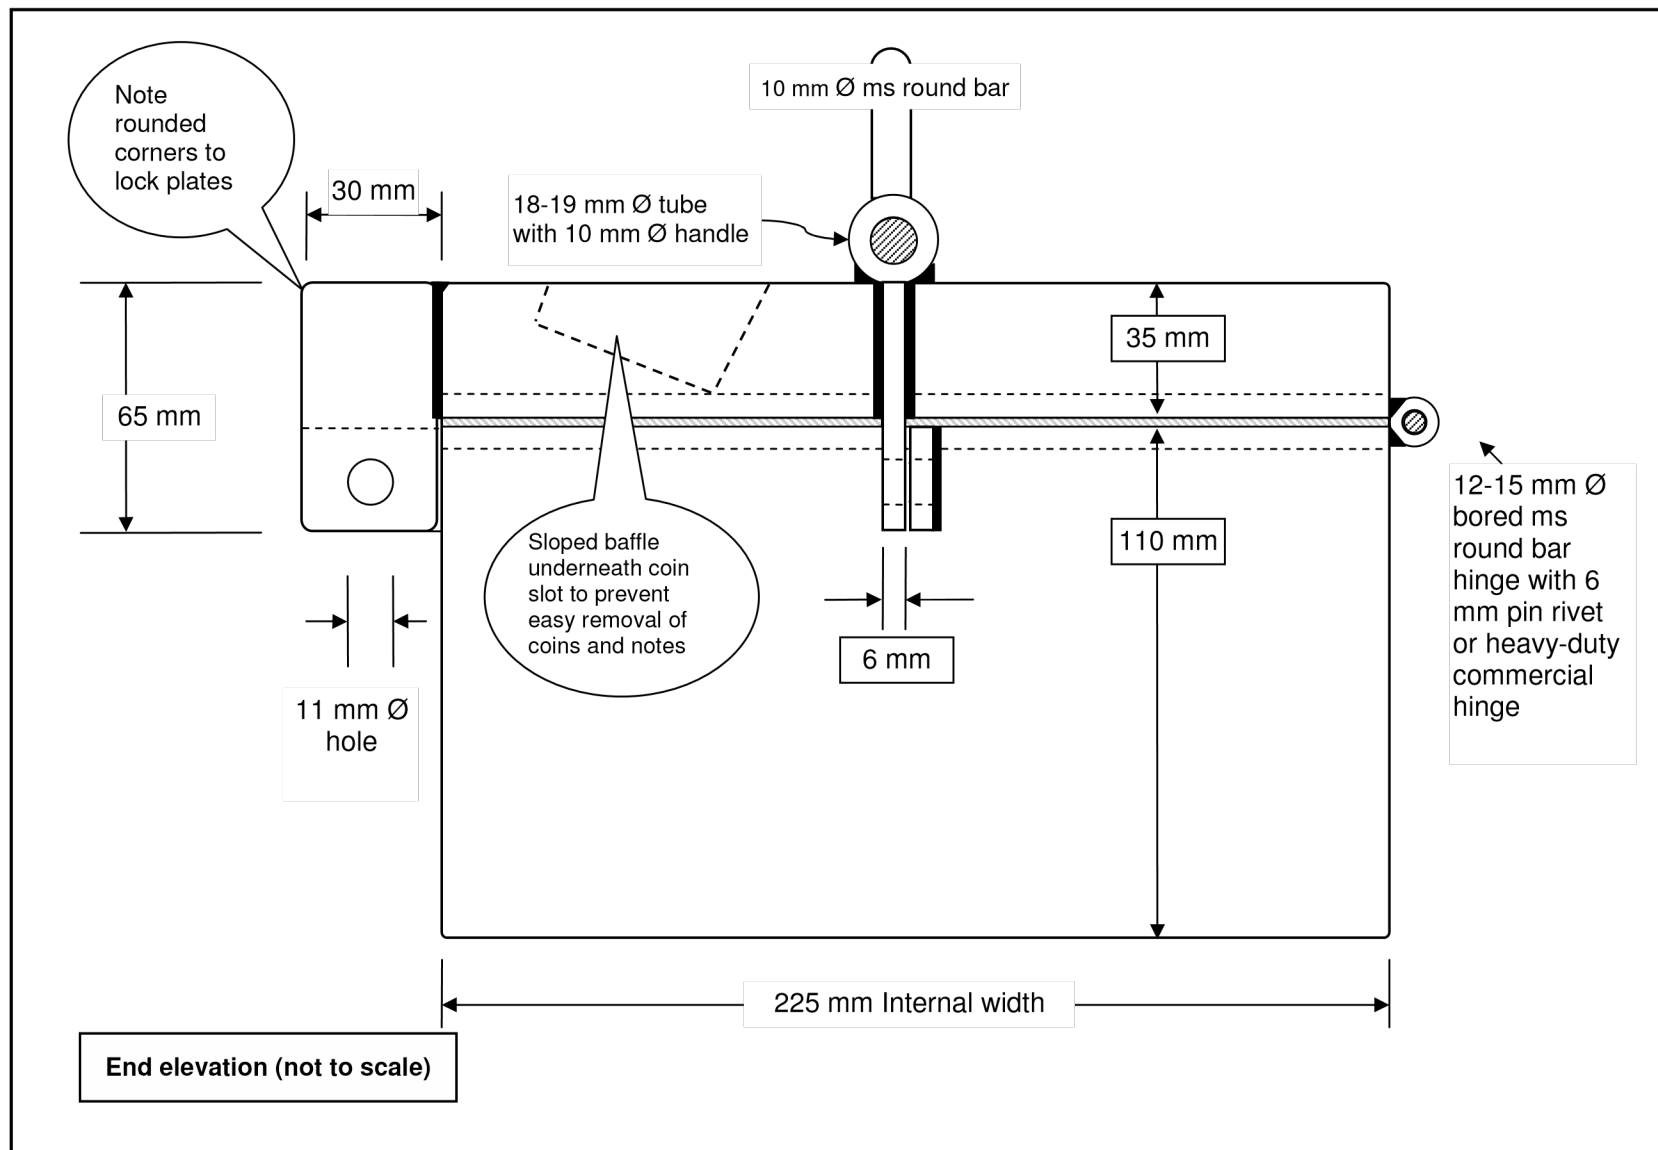 Note
rounded
corners to
lock plates
30 mm
10 mm Ø ms round bar
18-19 mm Ø tube
with 10 mm Ø handle
35 mm
65 mm
110 mm
12-15 mm Ø
bored ms
round bar
hinge with 6
mm pin rivet
or heavy-duty
commercial
hinge
Sloped baffle
underneath coin
slot to prevent
easy removal of
coins and notes
6 mm
11 mm Ø
hole
225 mm Internal width
End elevation (not to scale)